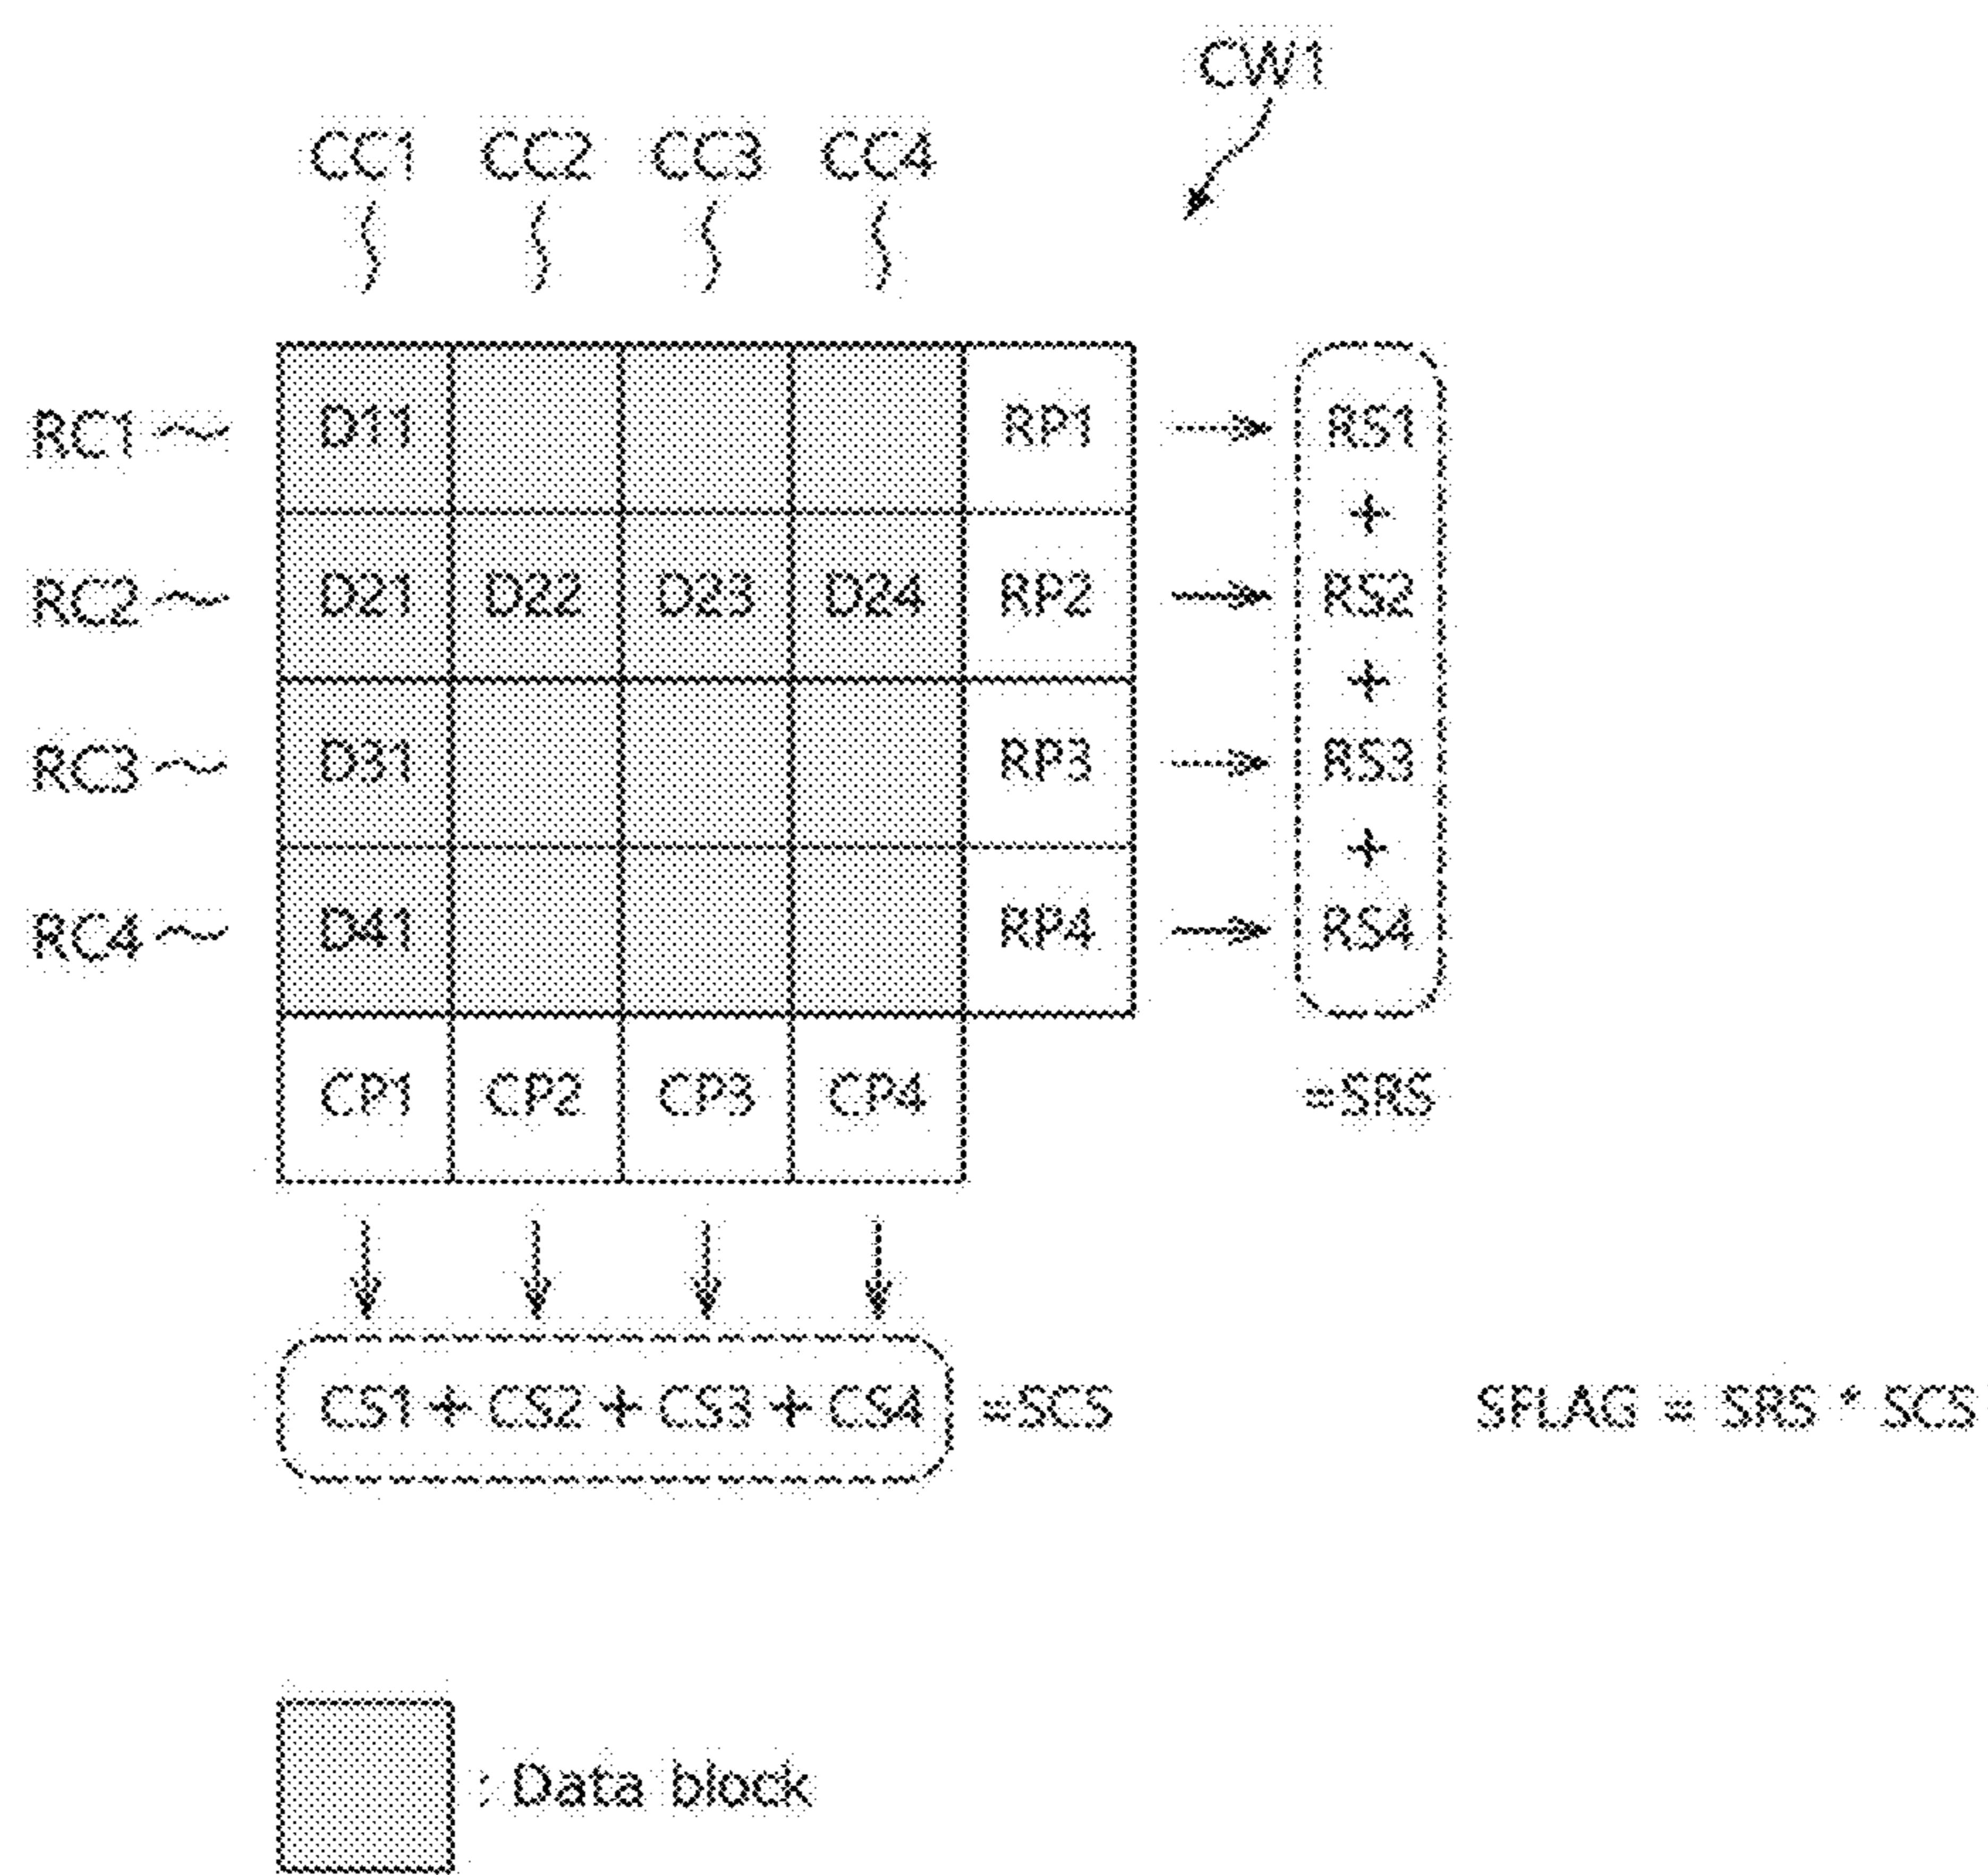 CW1
CC1 CC2 CC3 CC4
RC1 D11 RP1 RS1
+
RC2 D21 D22 D23 D24 RP2 RS2
+
RC3 D31 RP3 RS3
+
RC4 D41 RP4 RS4
CP1 CP2 CP3 CP4 =SRS
CS1 + CS2 + CS3 + CS4 =SCS SFLAG = SRS * SCS
: Data block